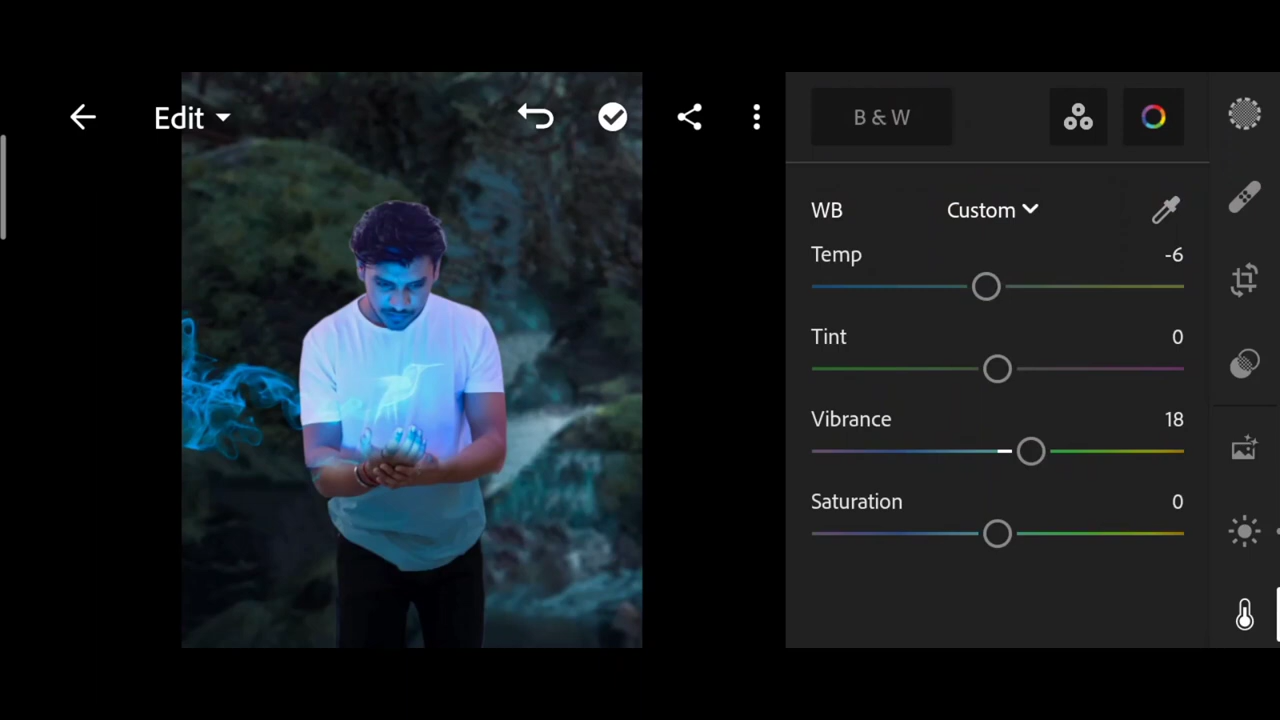 Edit
B & W
WB
Custom
Temp
-6
Tint
0
Vibrance
18
Saturation
0